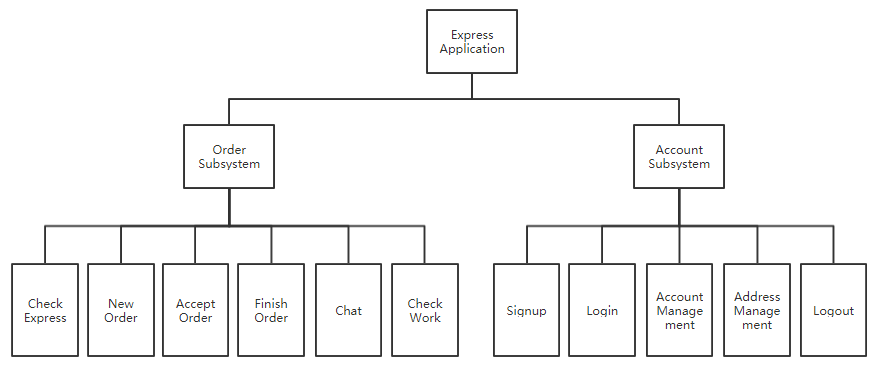 Express
Application
Order
Subsystem
Account
Subsystem
Check
Express
New
Order
Accept
Order
Finish
Order
Chat
Check
Work
Signup
Login
Account
Manage
ment
Address
Manage
ment
Logout